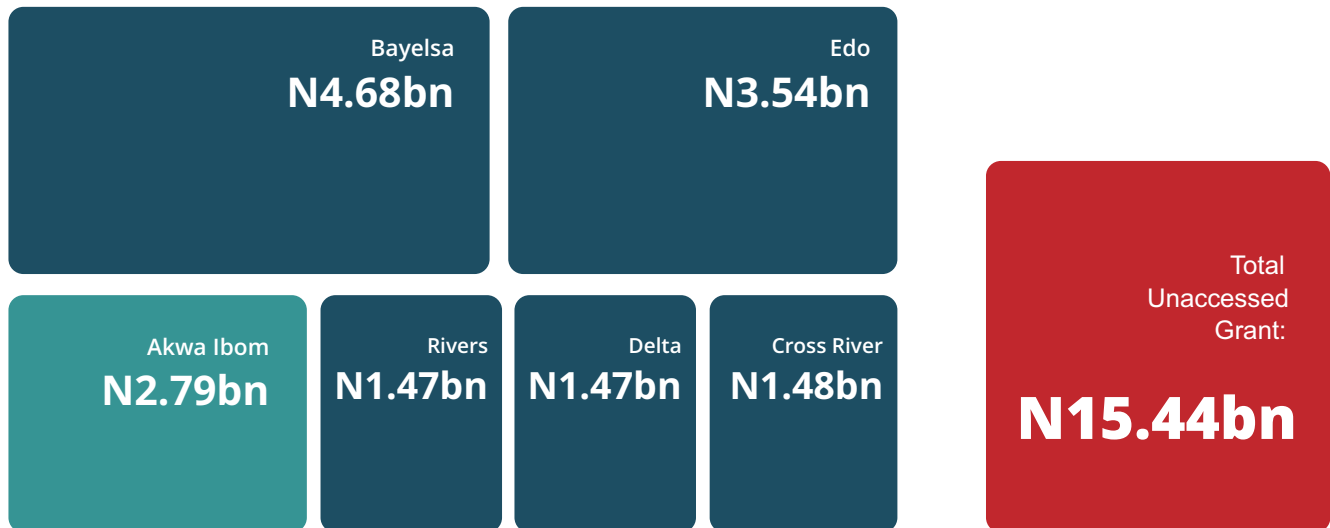 Bayelsa
N4.68bn
Edo
N3.54bn
Akwa Ibom
N2.79bn
Rivers
N1.47bn
Delta
N1.47bn
Cross River
N1.48bn
Total
Unaccessed
Grant:
N15.44bn